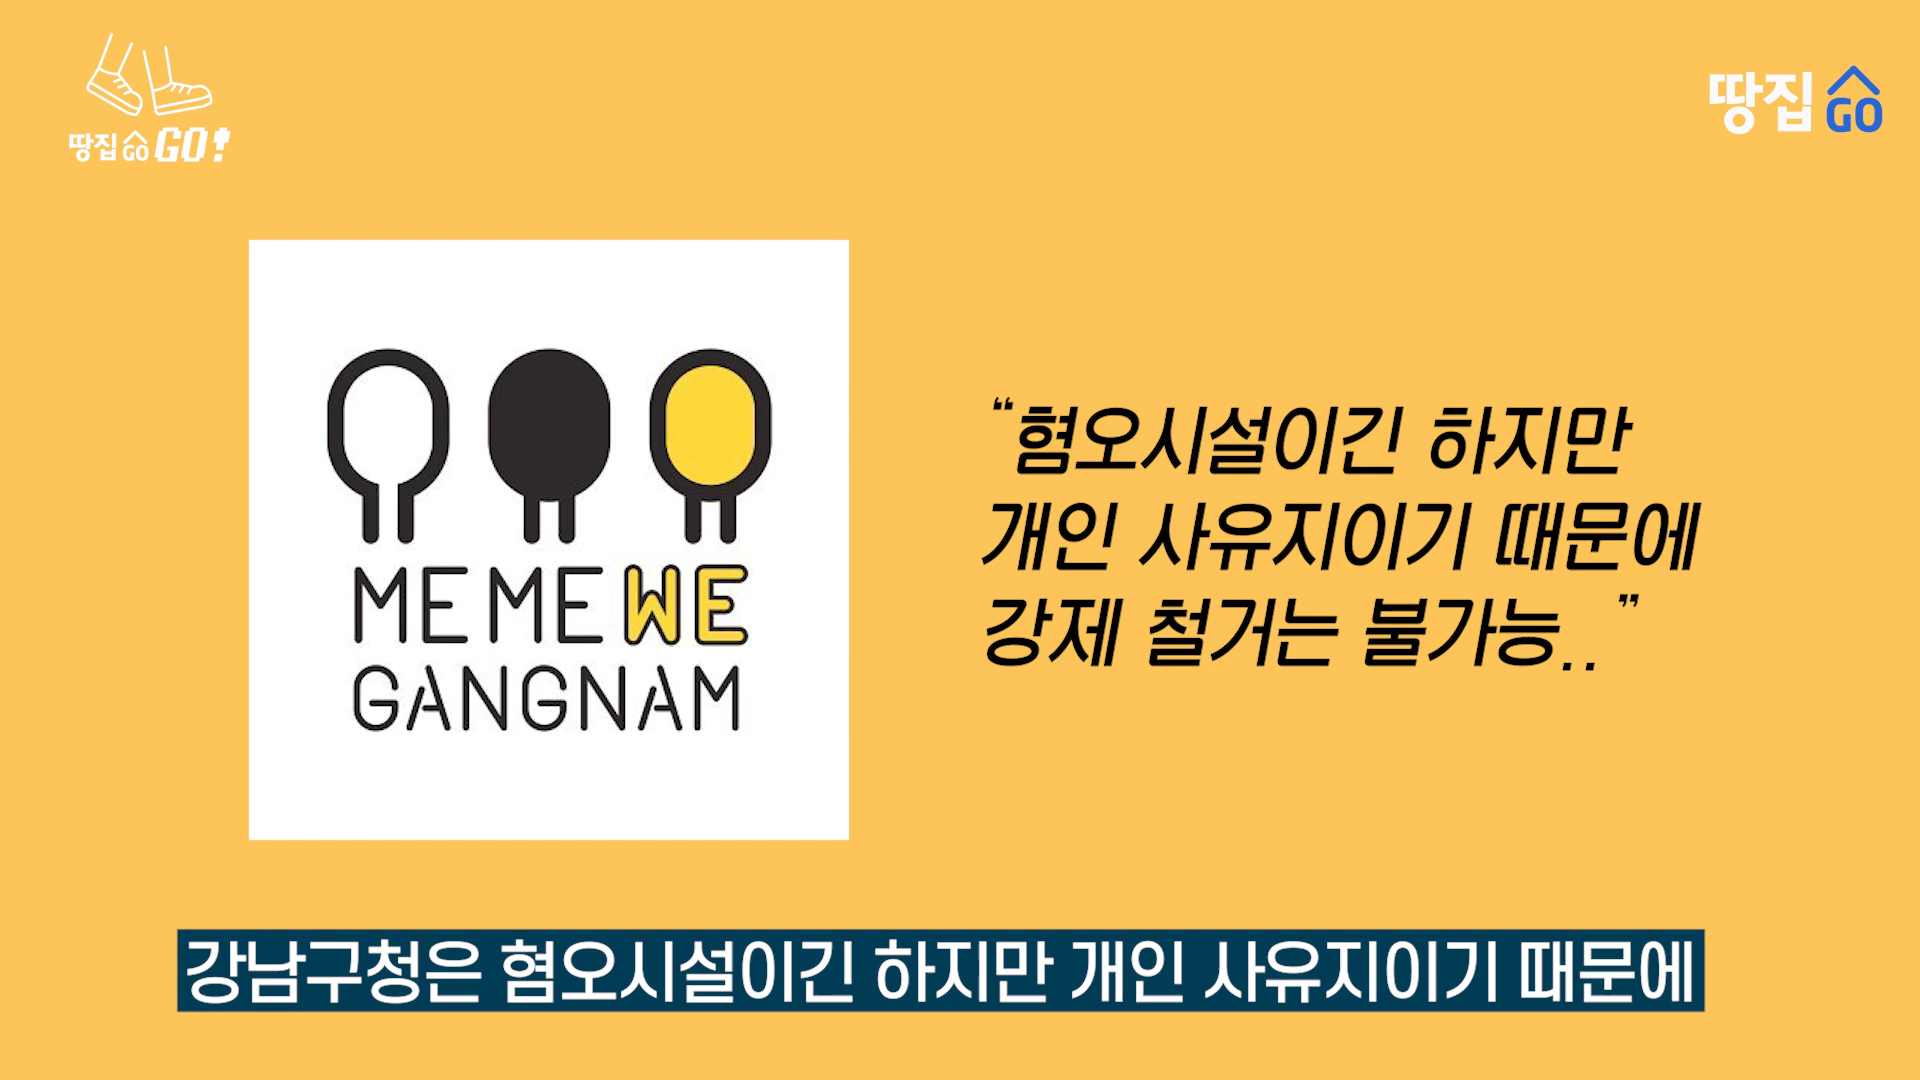 땅집GO GO!
땅집GO
ME ME WE
GANGNAM
“혐오시설이긴 하지만
개인 사유지이기 때문에
강제 철거는 불가능..”
강남구청은 혐오시설이긴 하지만 개인 사유지이기 때문에